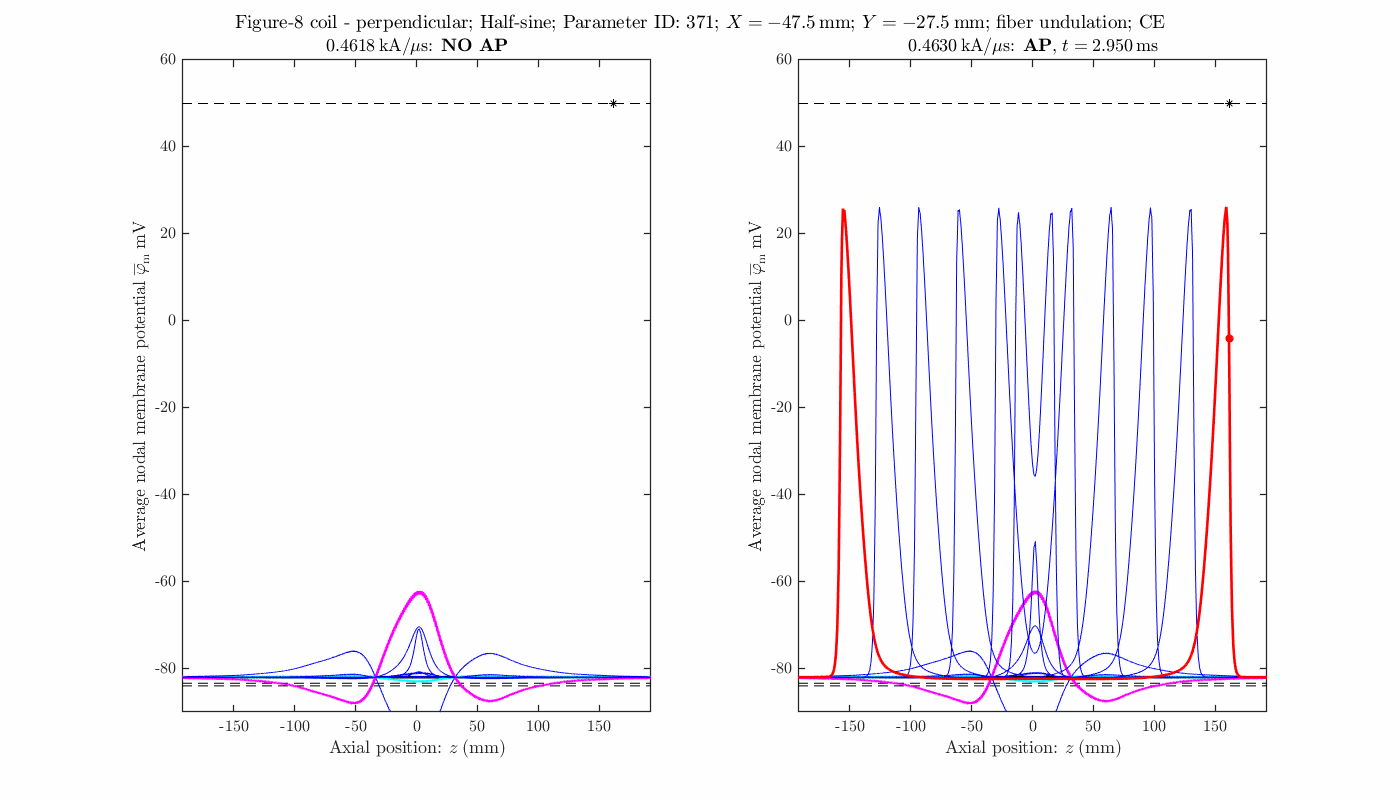 Figure-8 coil - perpendicular; Half-sine; Parameter ID: 371; X = −47.5 mm; Y = −27.5 mm; fiber undulation; CE
0.4618 kA/μs: NO AP
60
40
20
0
-20
-40
-60
-80
Average nodal membrane potential φ̅m mV
-150 -100 -50 0 50 100 150
Axial position: z (mm)
0.4630 kA/μs: AP, t = 2.950 ms
60
40
20
0
-20
-40
-60
-80
Average nodal membrane potential φ̅m mV
-150 -100 -50 0 50 100 150
Axial position: z (mm)